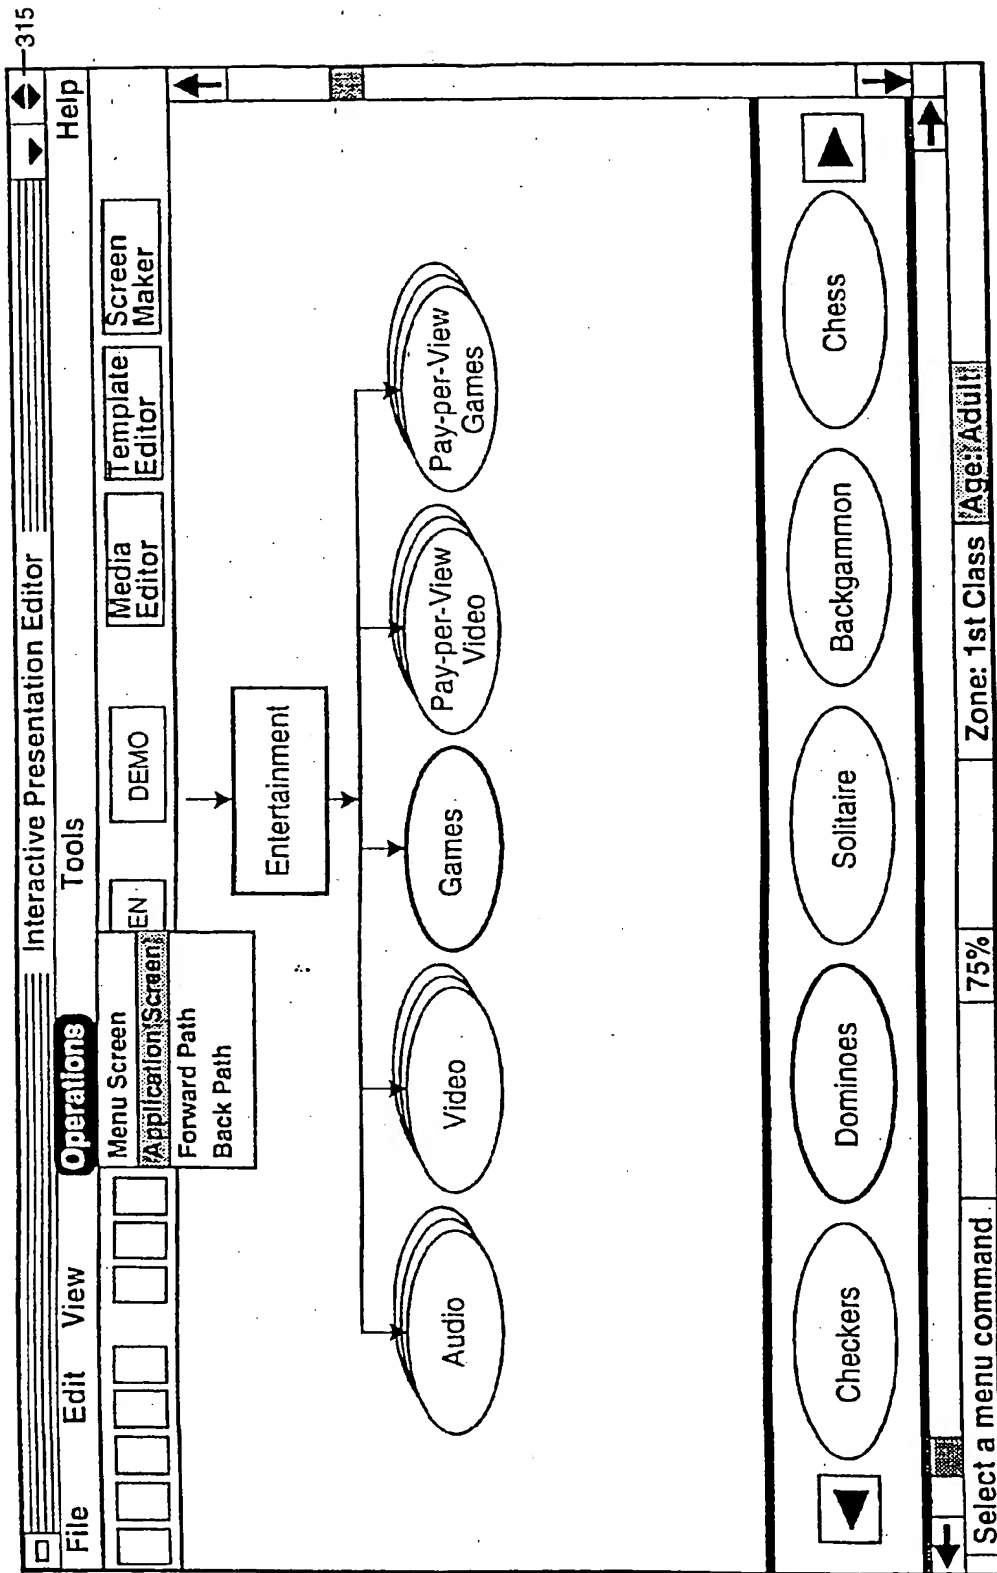 315
Interactive Presentation Editor
File Edit View Operations Tools Help
Menu Screen
Application Screen
Forward Path
Back Path
EN
DEMO
Media
Editor
Template
Editor
Screen
Maker
Entertainment
Audio
Video
Games
Pay-per-View
Video
Pay-per-View
Games
Checkers
Dominoes
Solitaire
Backgammon
Chess
Select a menu command 75% Zone: 1st Class Age: Adult